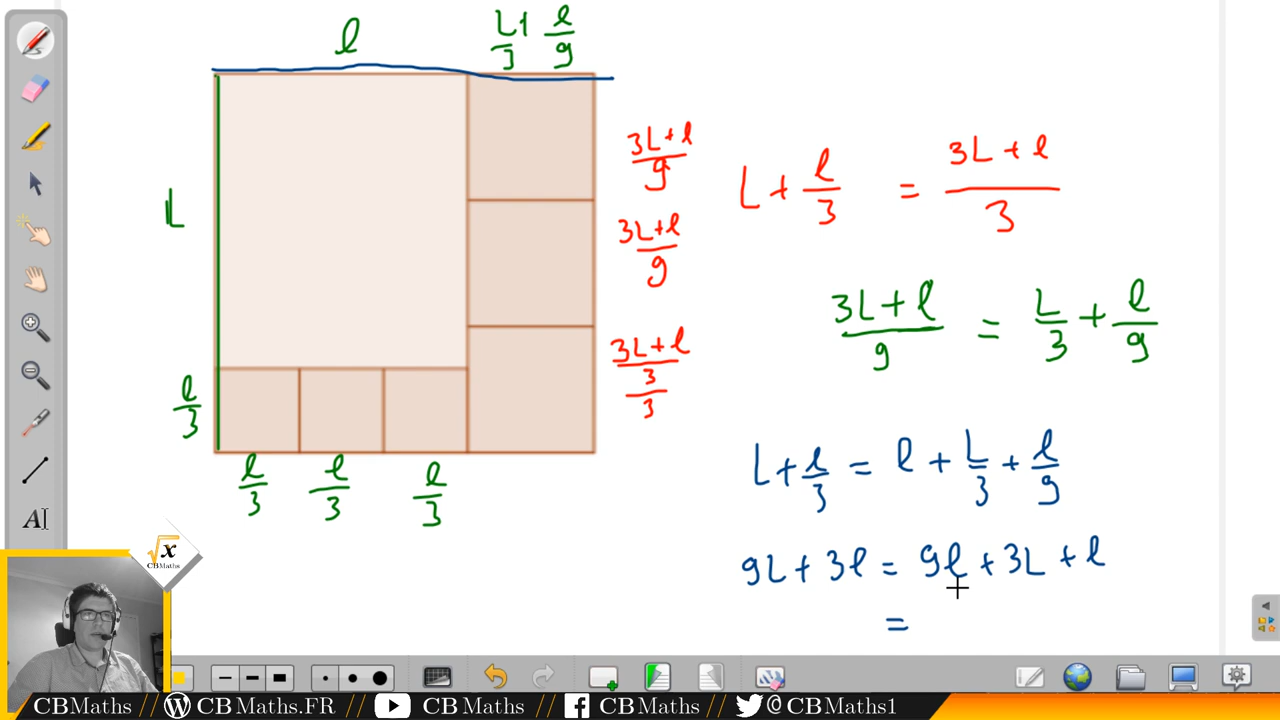 l
L/3 + l/9
L
l/3
l/3 l/3 l/3
(3L+l)/9
(3L+l)/9
((3L+l)/3)/3
L + l/3 = (3L + l)/3
(3L + l)/9 = L/3 + l/9
L + l/3 = l + L/3 + l/9
9L + 3l = 9l + 3L + l
=
AI
√x
CBMaths
CBMaths CBMaths.FR CBMaths CBMaths @CBMaths1